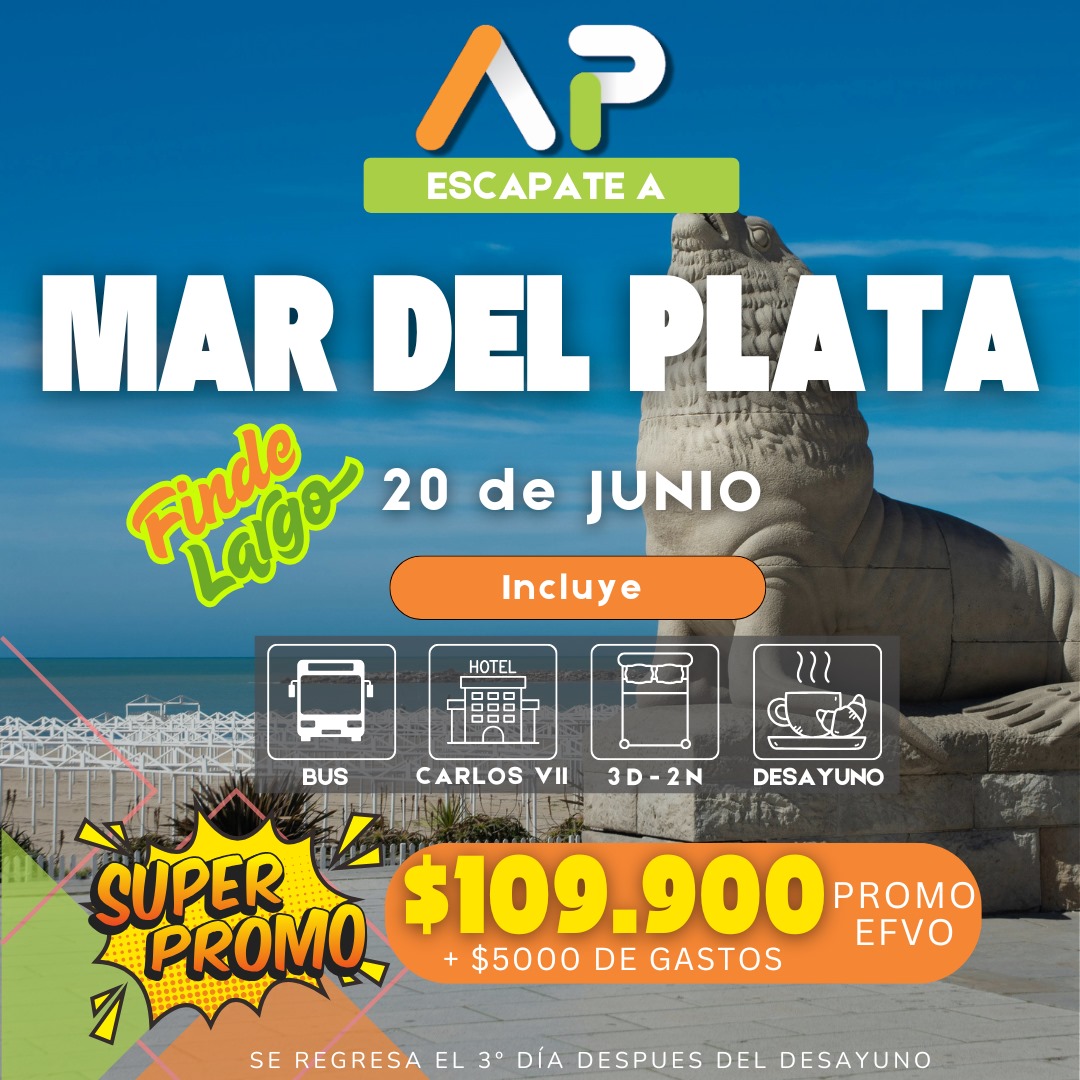 AP
ESCAPATE A
MAR DEL PLATA
Finde
Largo
20 de JUNIO
Incluye
HOTEL
BUS
CARLOS VII
3D-2N
DESAYUNO
SUPER
PROMO
$109.900
PROMO
EFVO
+ $5000 DE GASTOS
SE REGRESA EL 3° DÍA DESPUES DEL DESAYUNO